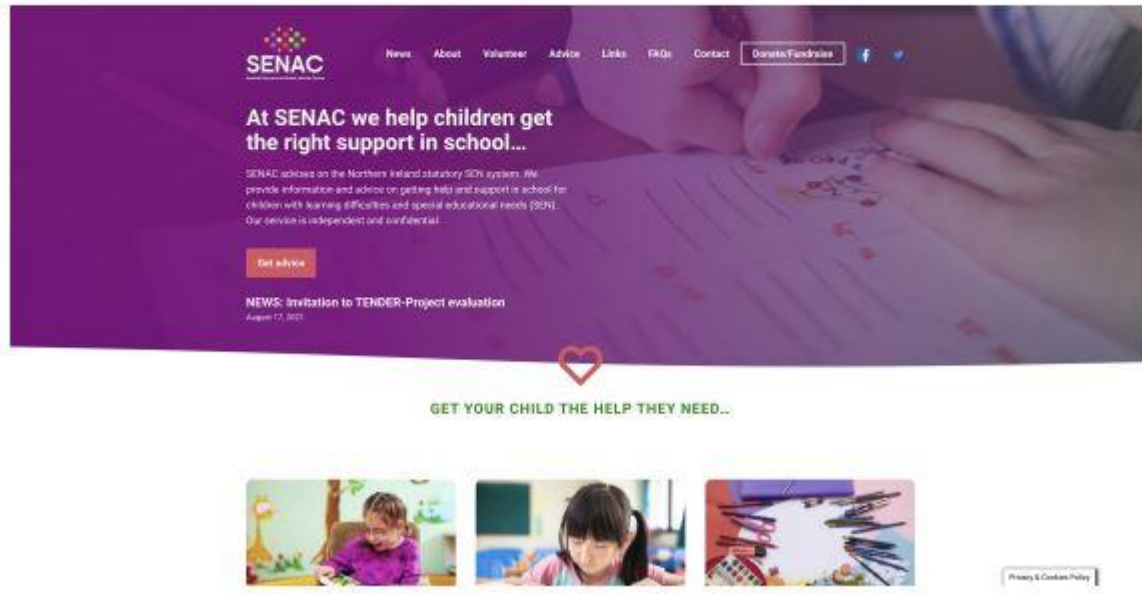 SENAC
News About Volunteer Advice Links FAQs Contact Donate/Fundraise
At SENAC we help children get
the right support in school...
SENAC advises on the Northern Ireland statutory SEN system. We
provide information and advice on getting help and support in school for
children with learning difficulties and special educational needs (SEN).
Our service is independent and confidential.
Get advice
NEWS: Invitation to TENDER-Project evaluation
August 17, 2021
GET YOUR CHILD THE HELP THEY NEED...
Privacy & Cookies Policy